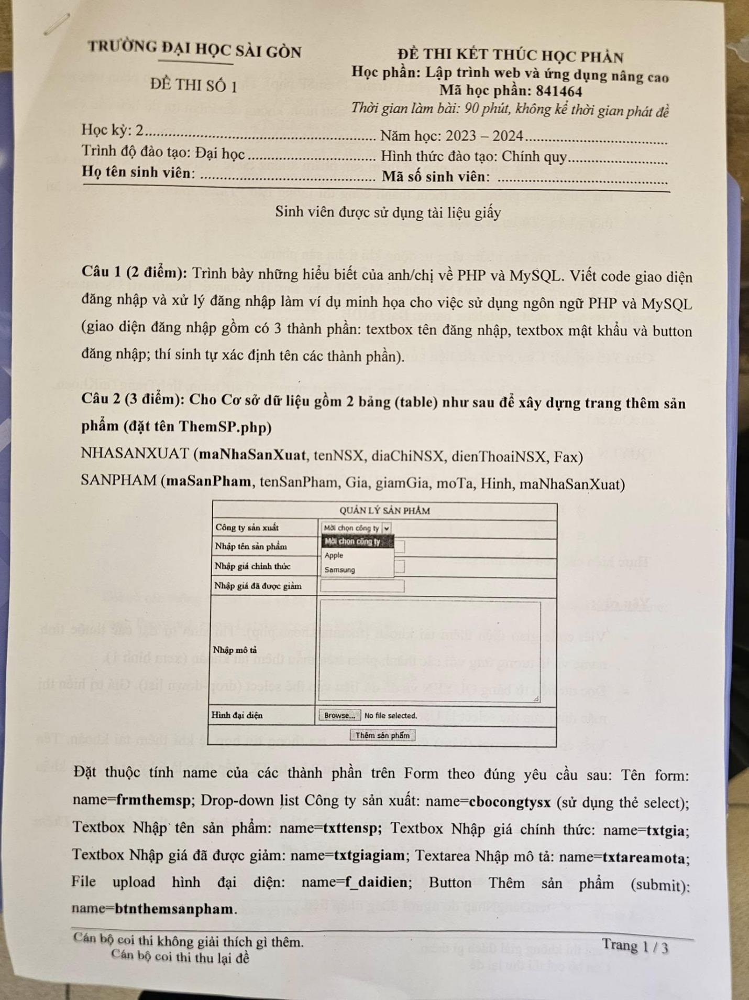 TRƯỜNG ĐẠI HỌC SÀI GÒN
ĐỀ THI SỐ 1
ĐỀ THI KẾT THÚC HỌC PHẦN
Học phần: Lập trình web và ứng dụng nâng cao
Mã học phần: 841464
Thời gian làm bài: 90 phút, không kể thời gian phát đề
Học kỳ: 2.......................................................... Năm học: 2023 – 2024....................................
Trình độ đào tạo: Đại học................................ Hình thức đào tạo: Chính quy.........................
Họ tên sinh viên: ............................................ Mã số sinh viên: ...........................................
Sinh viên được sử dụng tài liệu giấy
Câu 1 (2 điểm): Trình bày những hiểu biết của anh/chị về PHP và MySQL. Viết code giao diện
đăng nhập và xử lý đăng nhập làm ví dụ minh họa cho việc sử dụng ngôn ngữ PHP và MySQL
(giao diện đăng nhập gồm có 3 thành phần: textbox tên đăng nhập, textbox mật khẩu và button
đăng nhập; thí sinh tự xác định tên các thành phần).
Câu 2 (3 điểm): Cho Cơ sở dữ liệu gồm 2 bảng (table) như sau để xây dựng trang thêm sản
phẩm (đặt tên ThemSP.php)
NHASANXUAT (maNhaSanXuat, tenNSX, diaChiNSX, dienThoaiNSX, Fax)
SANPHAM (maSanPham, tenSanPham, Gia, giamGia, moTa, Hinh, maNhaSanXuat)
QUẢN LÝ SẢN PHẨM
Công ty sản xuất
Mời chọn công ty
Mời chọn công ty
Nhập tên sản phẩm
Apple
Nhập giá chính thức
Samsung
Nhập giá đã được giảm
Nhập mô tả
Hình đại diện
Browse... No file selected.
Thêm sản phẩm
Đặt thuộc tính name của các thành phần trên Form theo đúng yêu cầu sau: Tên form:
name=frmthemsp; Drop-down list Công ty sản xuất: name=cbocongtysx (sử dụng thẻ select);
Textbox Nhập tên sản phẩm: name=txttensp; Textbox Nhập giá chính thức: name=txtgia;
Textbox Nhập giá đã được giảm: name=txtgiagiam; Textarea Nhập mô tả: name=txtareamota;
File upload hình đại diện: name=f_daidien; Button Thêm sản phẩm (submit):
name=btnthemsanpham.
Cán bộ coi thi không giải thích gì thêm.
Cán bộ coi thi thu lại đề
Trang 1 / 3